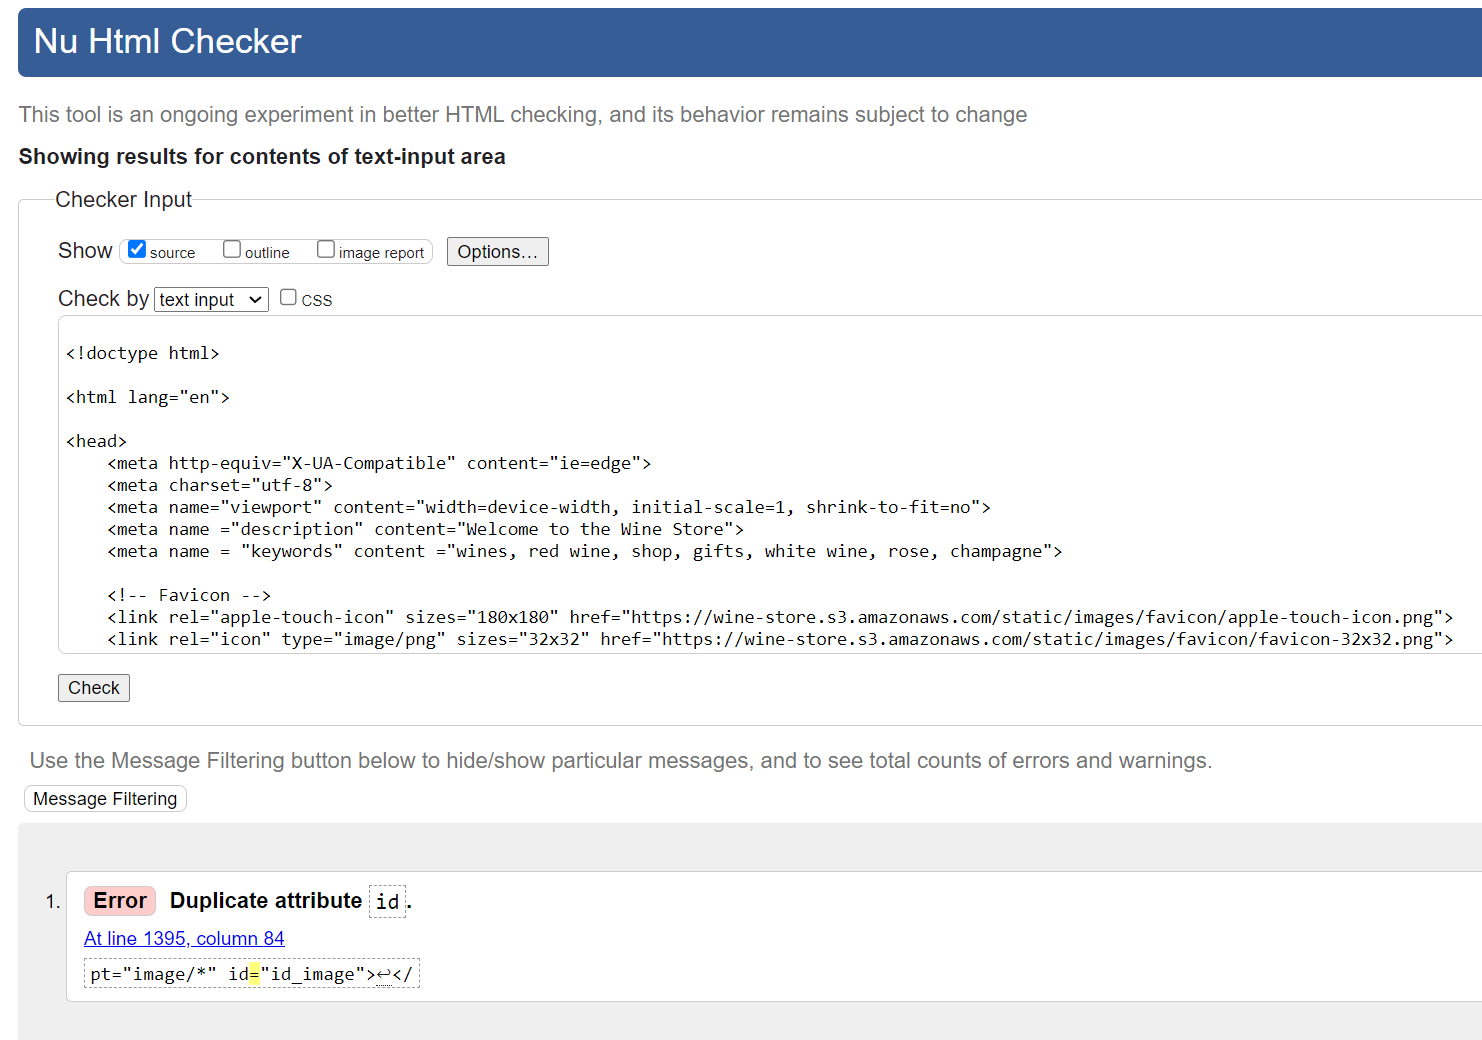 Nu Html Checker
This tool is an ongoing experiment in better HTML checking, and its behavior remains subject to change
Showing results for contents of text-input area
Checker Input
Show source outline image report Options...
Check by text input CSS
<!doctype html>
<html lang="en">
<head>
<meta http-equiv="X-UA-Compatible" content="ie=edge">
<meta charset="utf-8">
<meta name="viewport" content="width=device-width, initial-scale=1, shrink-to-fit=no">
<meta name ="description" content="Welcome to the Wine Store">
<meta name = "keywords" content ="wines, red wine, shop, gifts, white wine, rose, champagne">
<!-- Favicon -->
<link rel="apple-touch-icon" sizes="180x180" href="https://wine-store.s3.amazonaws.com/static/images/favicon/apple-touch-icon.png">
<link rel="icon" type="image/png" sizes="32x32" href="https://wine-store.s3.amazonaws.com/static/images/favicon/favicon-32x32.png">
Check
Use the Message Filtering button below to hide/show particular messages, and to see total counts of errors and warnings.
Message Filtering
1. Error Duplicate attribute id.
At line 1395, column 84
pt="image/*" id="id_image">↩</